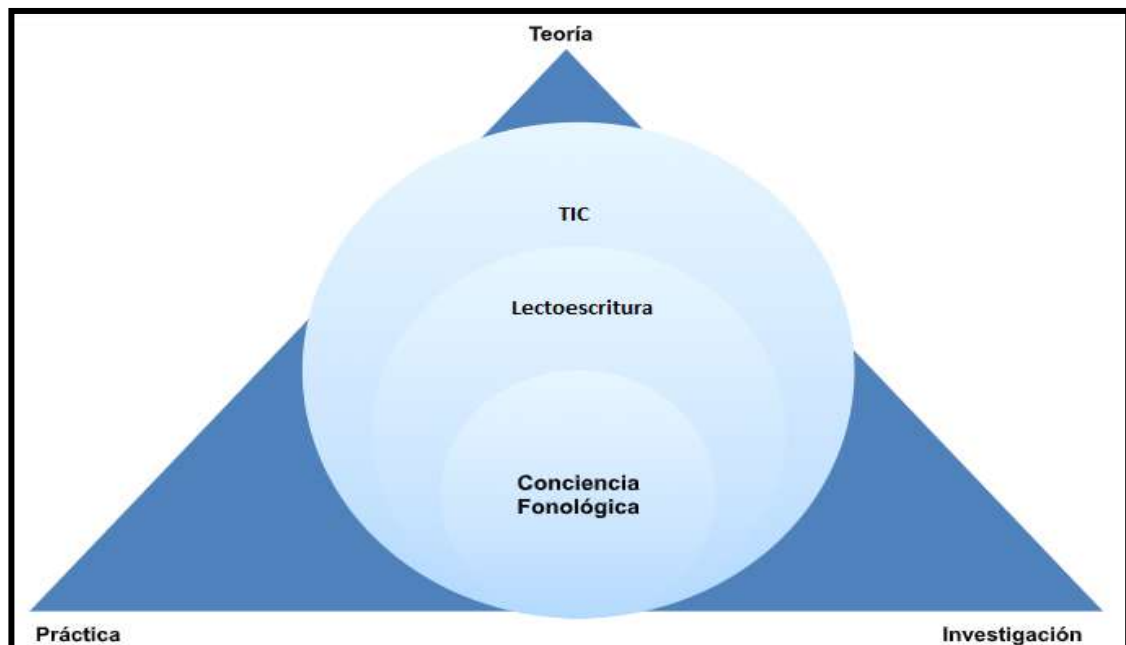 Teoría
TIC
Lectoescritura
Conciencia
Fonológica
Práctica
Investigación